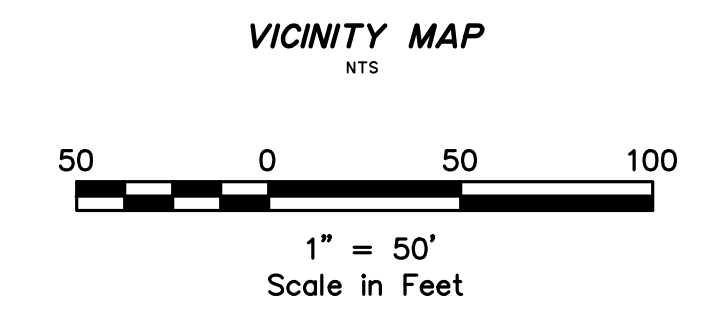 VICINITY MAP
NTS
50 0 50 100
1" = 50'
Scale in Feet